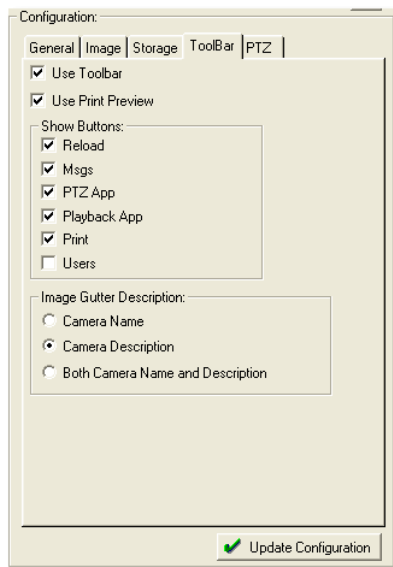 Configuration:
General Image Storage ToolBar PTZ
Use Toolbar
Use Print Preview
Show Buttons:
Reload
Msgs
PTZ App
Playback App
Print
Users
Image Gutter Description:
Camera Name
Camera Description
Both Camera Name and Description
Update Configuration